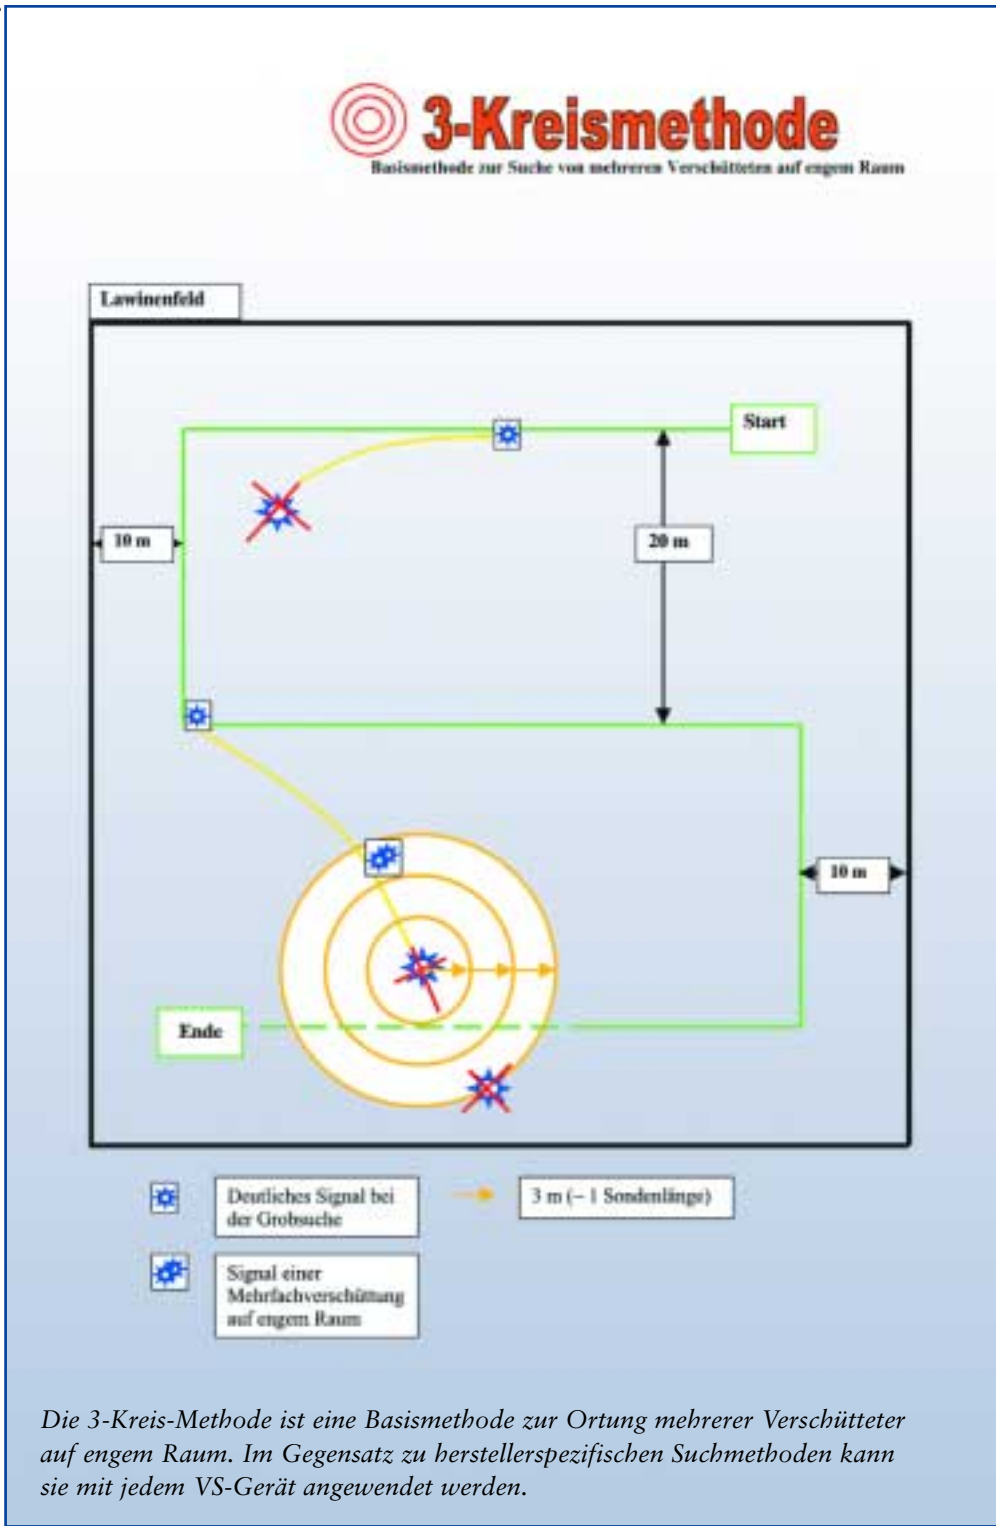 3-Kreismethode
Basismethode zur Suche von mehreren Verschütteten auf engem Raum
Lawinenfeld
Start
10 m
20 m
10 m
Ende
Deutliches Signal bei
der Grobsuche
3 m (~ 1 Sondenlänge)
Signal einer
Mehrfachverschüttung
auf engem Raum
Die 3-Kreis-Methode ist eine Basismethode zur Ortung mehrerer Verschütteter
auf engem Raum. Im Gegensatz zu herstellerspezifischen Suchmethoden kann
sie mit jedem VS-Gerät angewendet werden.